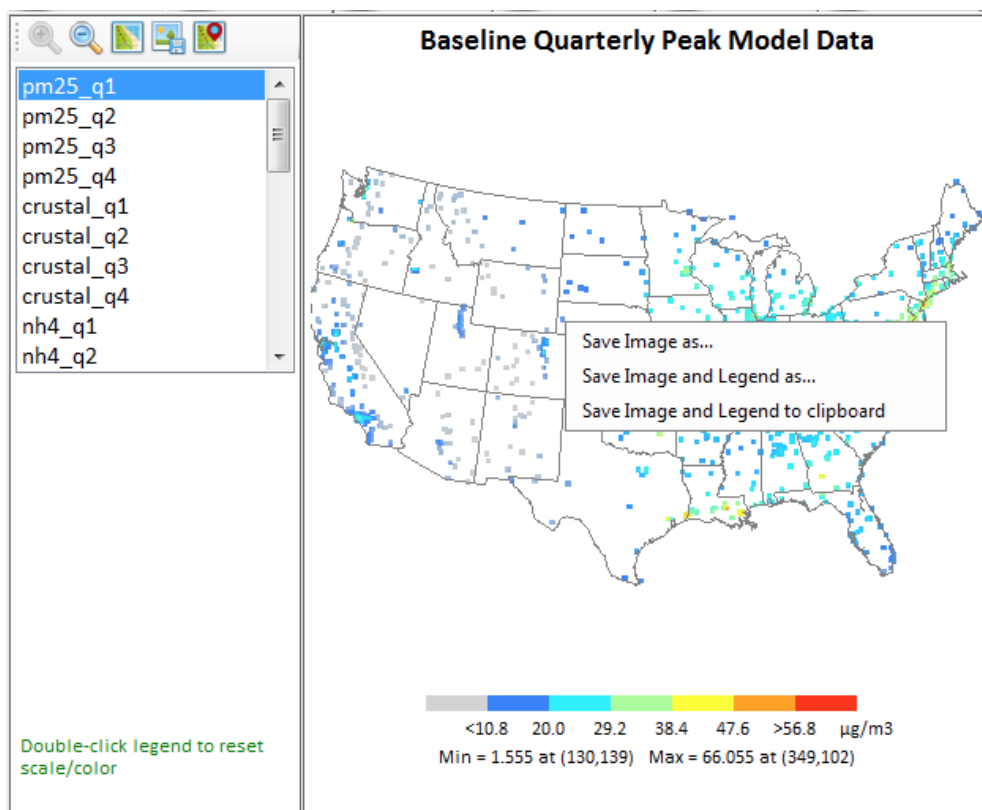 pm25_q1
pm25_q2
pm25_q3
pm25_q4
crustal_q1
crustal_q2
crustal_q3
crustal_q4
nh4_q1
nh4_q2
Double-click legend to reset
scale/color
Baseline Quarterly Peak Model Data
Save Image as...
Save Image and Legend as...
Save Image and Legend to clipboard
<10.8 20.0 29.2 38.4 47.6 >56.8 µg/m3
Min = 1.555 at (130,139) Max = 66.055 at (349,102)